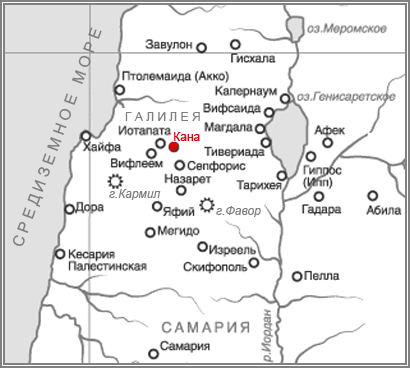 оз.Меромское
Завулон
Гисхала
Птолемаида (Акко)
Капернаум
оз.Генисаретское
Вифсаида
ГАЛИЛЕЯ
Магдала
Иотапата
Кана
Афек
Хайфа
Тивериада
Вифлеем
Сепфорис
Гиппос
(Ипп)
Назарет
Тарихея
г.Кармил
Дора
Яфий
г.Фавор
Гадара
Абила
Мегидо
Изреель
Кесария
Палестинская
Скифополь
Пелла
САМАРИЯ
Самария
р.Иордан
СРЕДИЗЕМНОЕ МОРЕ